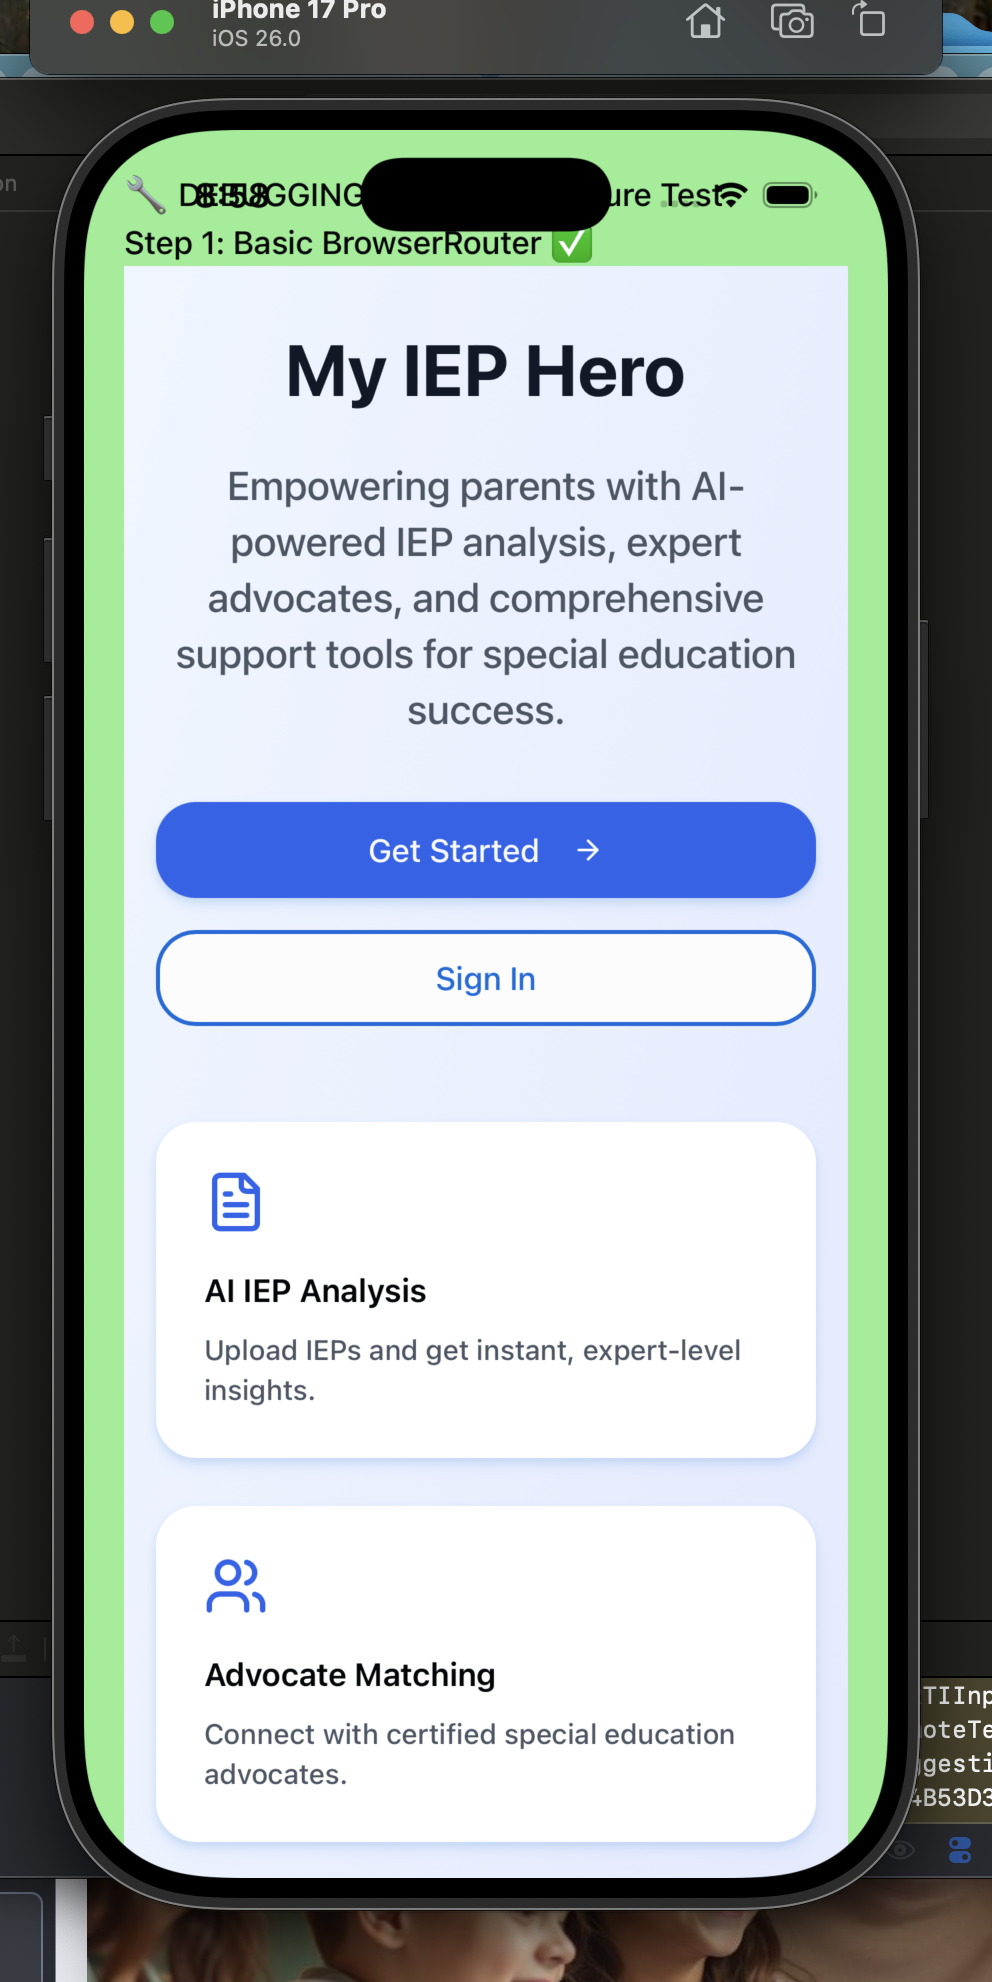 iPhone 17 Pro
iOS 26.0
on
🔧 DEBUGGING ure Test
8:58
Step 1: Basic BrowserRouter ✅
My IEP Hero
Empowering parents with AI-
powered IEP analysis, expert
advocates, and comprehensive
support tools for special education
success.
Get Started →
Sign In
AI IEP Analysis
Upload IEPs and get instant, expert-level
insights.
Advocate Matching
Connect with certified special education
advocates.
TIInp
oteTe
gesti
4B53D3